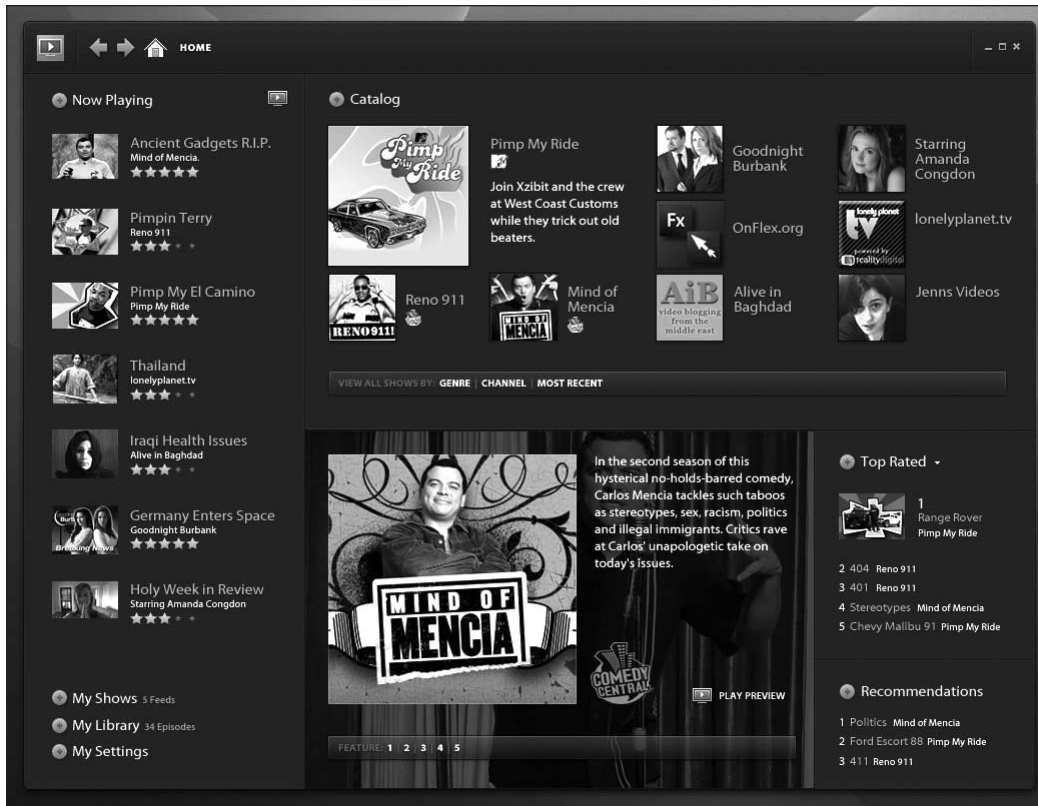 HOME
Now Playing
Ancient Gadgets R.I.P.
Mind of Mencia.
Pimpin Terry
Reno 911
Pimp My El Camino
Pimp My Ride
Thailand
lonelyplanet.tv
Iraqi Health Issues
Alive in Baghdad
Breaking News
Germany Enters Space
Goodnight Burbank
Holy Week in Review
Starring Amanda Congdon
My Shows 5 Feeds
My Library 34 Episodes
My Settings
Catalog
Pimp
My
Ride
Pimp My Ride
Join Xzibit and the crew
at West Coast Customs
while they trick out old
beaters.
Goodnight
Burbank
Starring
Amanda
Congdon
Fx
OnFlex.org
lonely planet
tv
powered by
realitydigital
lonelyplanet.tv
RENO911!
Reno 911
MIND OF
MENCIA
Mind of
Mencia
AiB
video blogging
from the
middle east
Alive in
Baghdad
Jenns Videos
VIEW ALL SHOWS BY: GENRE | CHANNEL | MOST RECENT
MIND OF
MENCIA
In the second season of this
hysterical no-holds-barred comedy,
Carlos Mencia tackles such taboos
as stereotypes, sex, racism, politics
and illegal immigrants. Critics rave
at Carlos' unapologetic take on
today's issues.
COMEDY
CENTRAL
PLAY PREVIEW
FEATURE: 1 | 2 | 3 | 4 | 5
Top Rated
1
Range Rover
Pimp My Ride
2 404 Reno 911
3 401 Reno 911
4 Stereotypes Mind of Mencia
5 Chevy Malibu 91 Pimp My Ride
Recommendations
1 Politics Mind of Mencia
2 Ford Escort 88 Pimp My Ride
3 411 Reno 911